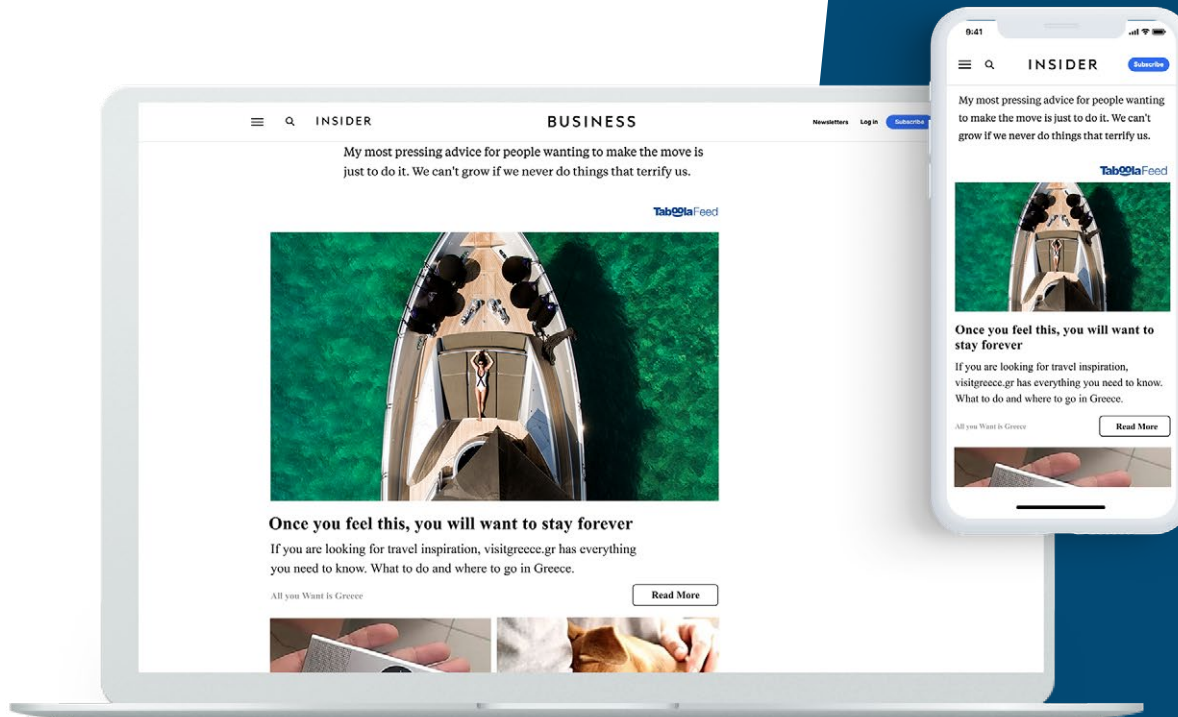 INSIDER
BUSINESS
Newsletters Log in Subscribe
My most pressing advice for people wanting to make the move is
just to do it. We can't grow if we never do things that terrify us.
Taboola Feed
Once you feel this, you will want to stay forever
If you are looking for travel inspiration, visitgreece.gr has everything
you need to know. What to do and where to go in Greece.
All you Want is Greece
Read More
9:41
INSIDER
Subscribe
My most pressing advice for people wanting
to make the move is just to do it. We can't
grow if we never do things that terrify us.
Taboola Feed
Once you feel this, you will want to
stay forever
If you are looking for travel inspiration,
visitgreece.gr has everything you need to know.
What to do and where to go in Greece.
All you Want is Greece
Read More